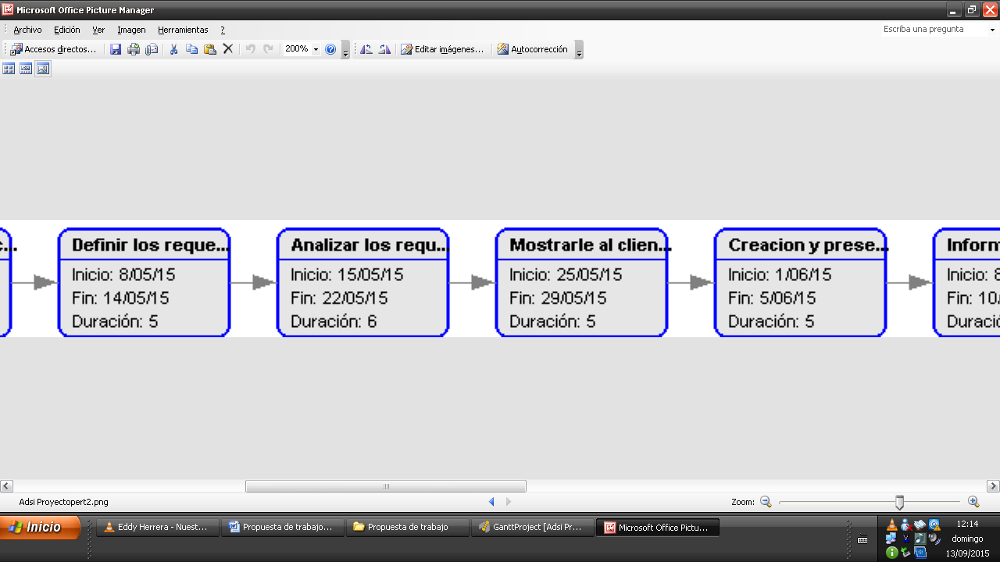 Microsoft Office Picture Manager
Archivo Edición Ver Imagen Herramientas ?
Escriba una pregunta
Accesos directos... 200% Editar imágenes... Autocorrección
c... Definir los reque... Analizar los requ... Mostrarle al clien... Creacion y prese... Inform
Inicio: 8/05/15 Inicio: 15/05/15 Inicio: 25/05/15 Inicio: 1/06/15 Inicio: 8
Fin: 14/05/15 Fin: 22/05/15 Fin: 29/05/15 Fin: 5/06/15 Fin: 10/
Duración: 5 Duración: 6 Duración: 5 Duración: 5 Duració
Adsi Proyectopert2.png
Zoom:
Inicio
Eddy Herrera - Nuest...
Propuesta de trabajo...
Propuesta de trabajo
GanttProject [Adsi Pr...
Microsoft Office Pictu...
12:14
domingo
13/09/2015